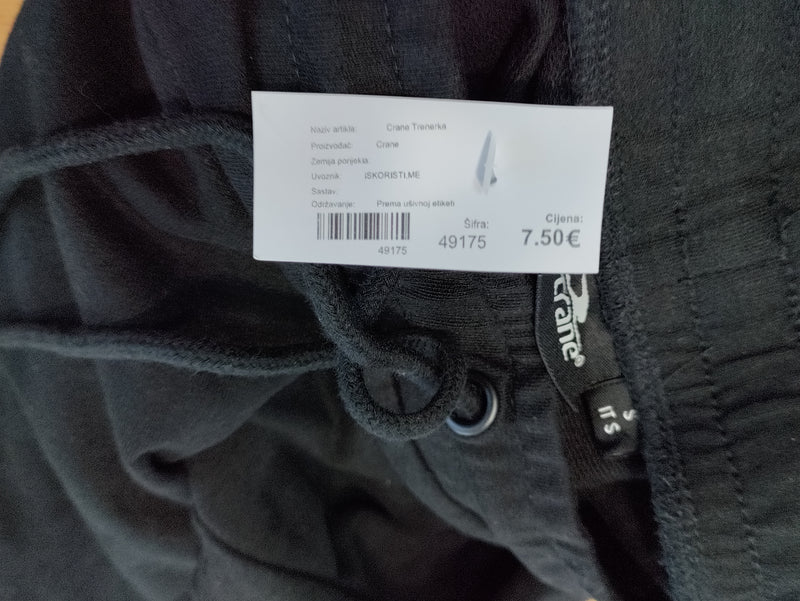 Naziv artikla: Crane Trenerka
Proizvođač: Crane
Zemlja porijekla:
Uvoznik: ISKORISTI,ME
Sastav:
Održavanje: Prema ušivnoj etiketi
49175
Šifra:
49175
Cijena:
7.50€
crane®
S
IT S